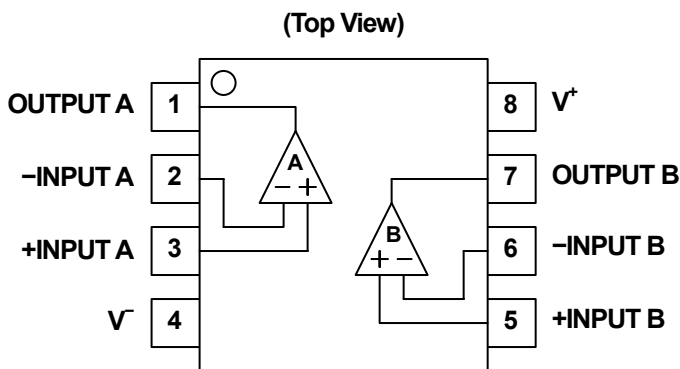 (Top View)
OUTPUT A 1
8 V⁺
A
−INPUT A 2
− +
7 OUTPUT B
B
+INPUT A 3
+ −
6 −INPUT B
V⁻ 4
5 +INPUT B